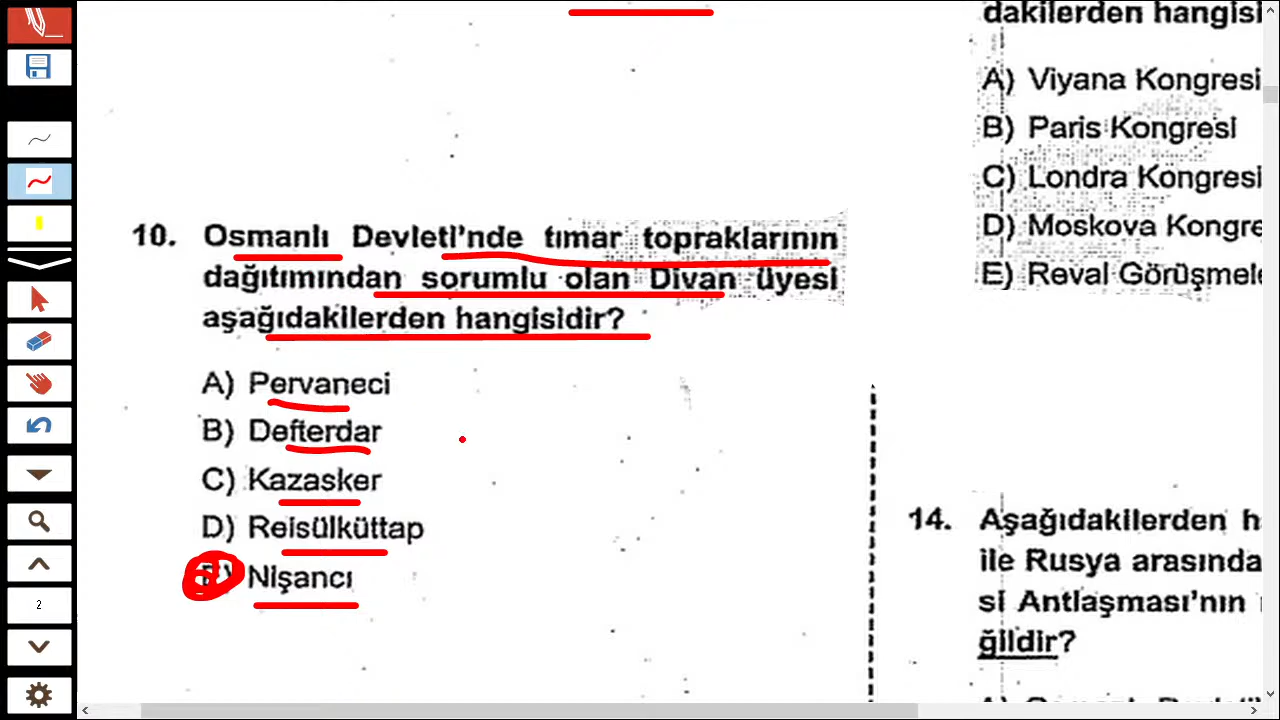 10. Osmanlı Devleti'nde tımar topraklarının
dağıtımından sorumlu olan Divan üyesi
aşağıdakilerden hangisidir?
A) Pervaneci
B) Defterdar
C) Kazasker
D) Reisülküttap
E) Nişancı
dakilerden hangisi
A) Viyana Kongresi
B) Paris Kongresi
C) Londra Kongresi
D) Moskova Kongre
E) Reval Görüşmele
14. Aşağıdakilerden h
ile Rusya arasında
si Antlaşması'nın
ğildir?
2